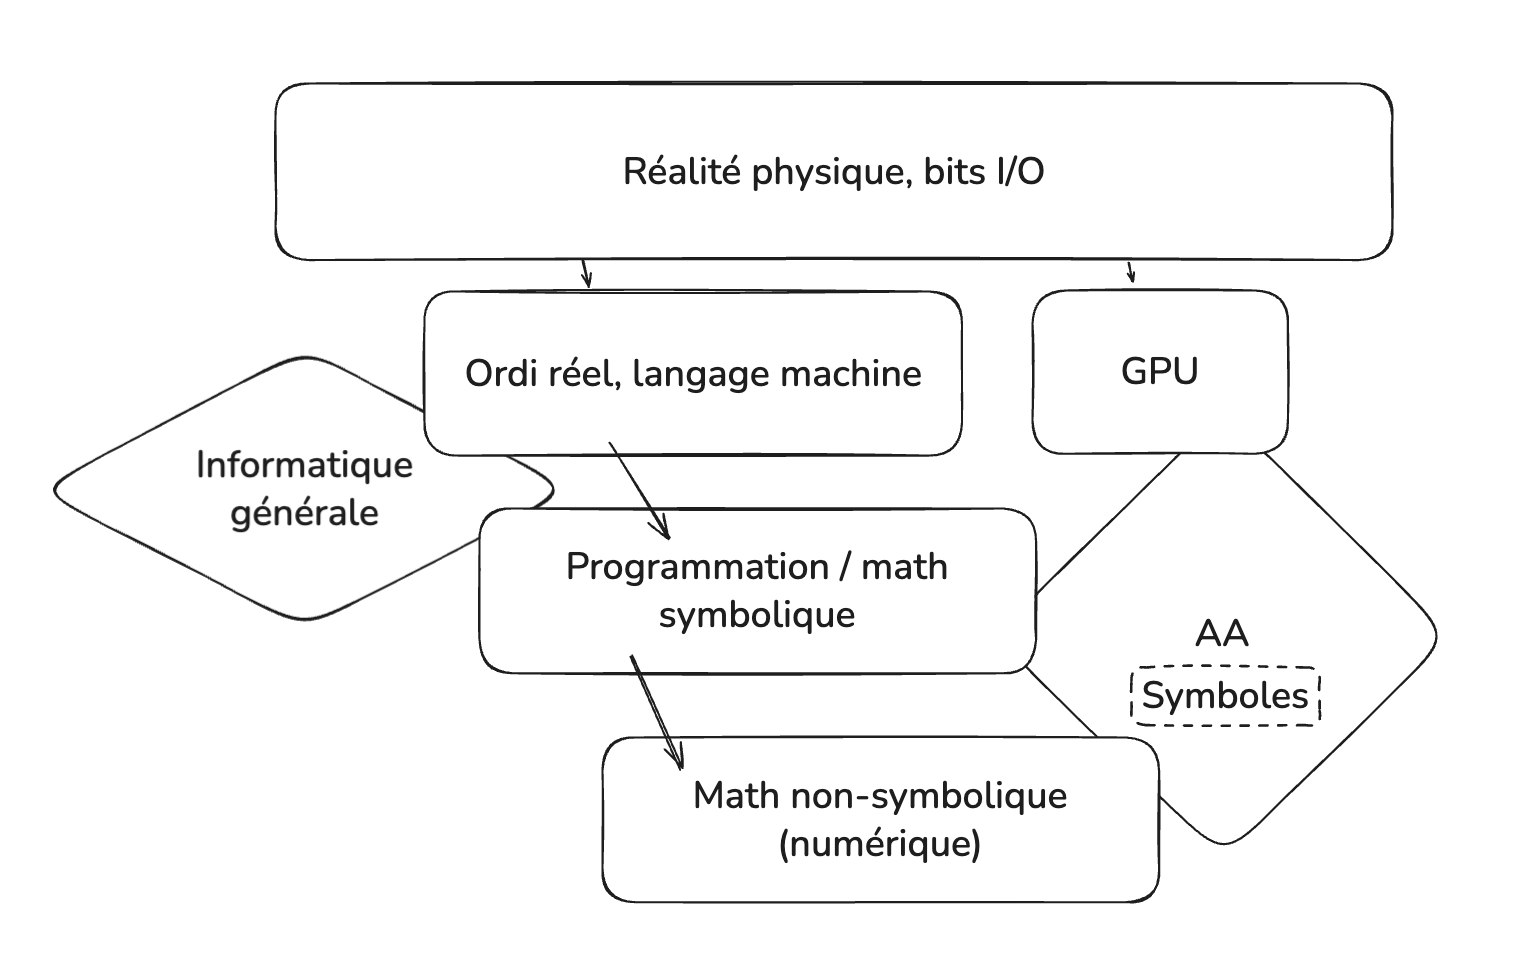 Réalité physique, bits I/O
Ordi réel, langage machine
GPU
Informatique
générale
Programmation / math
symbolique
AA
Symboles
Math non-symbolique
(numérique)